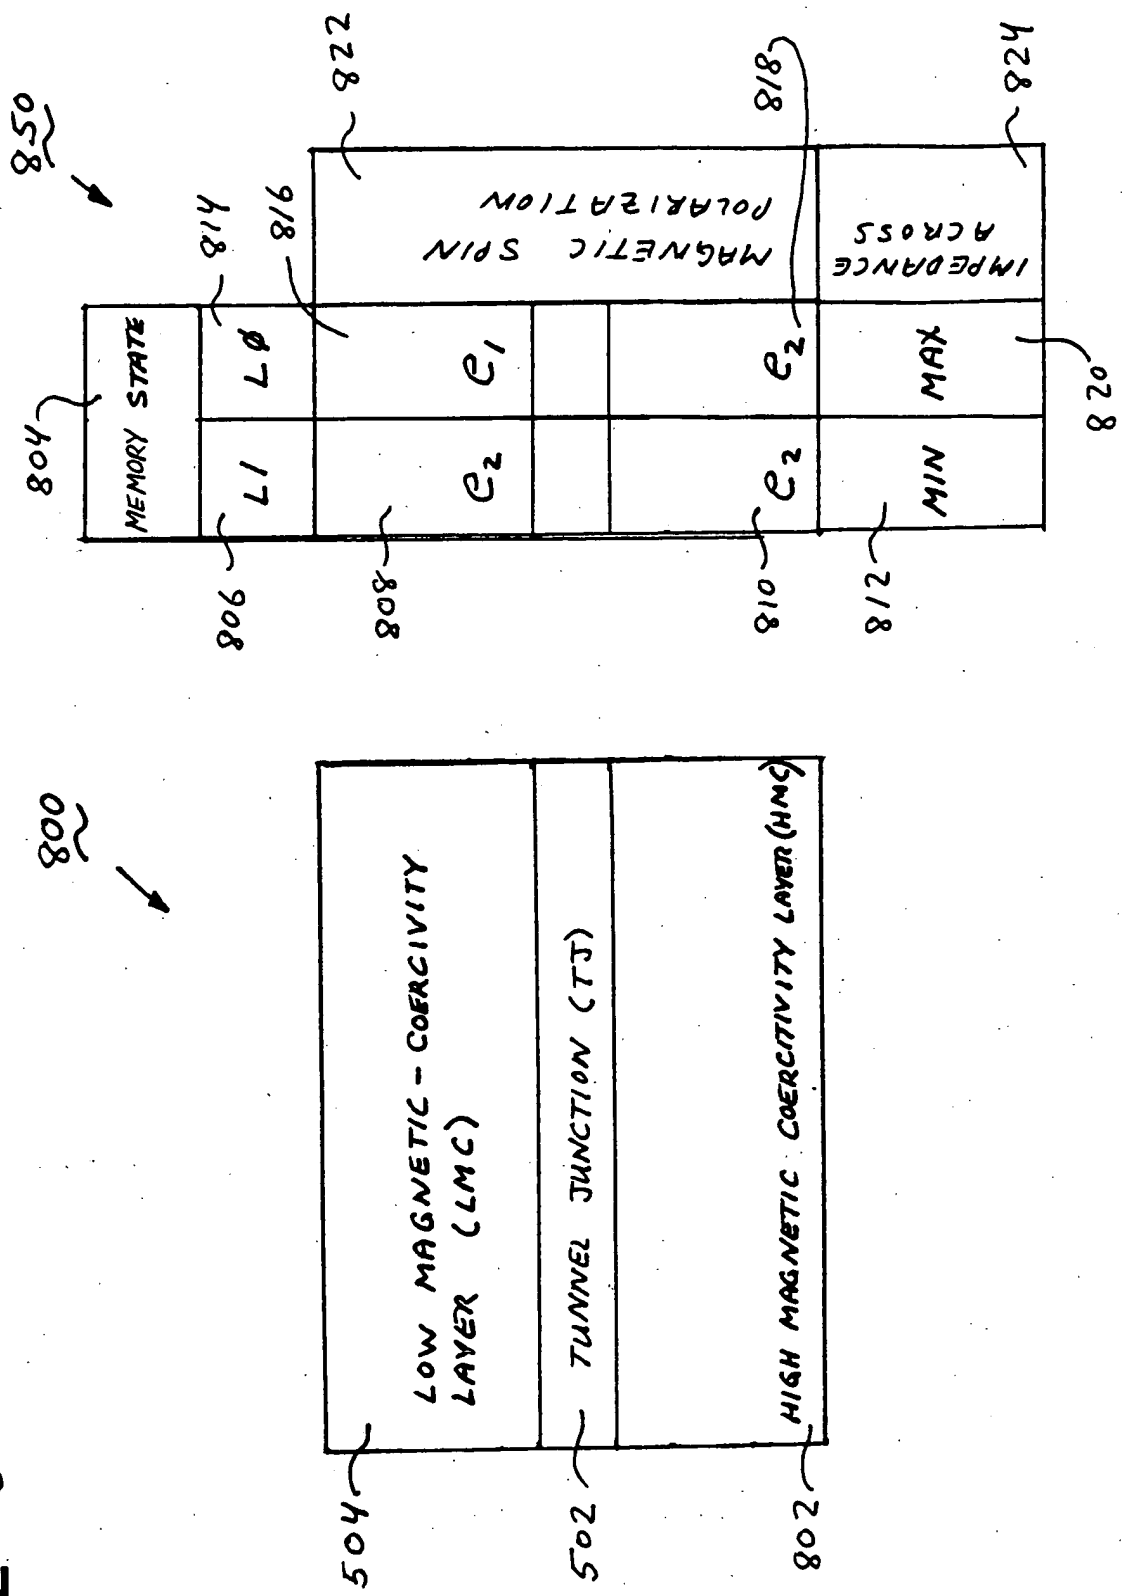 800
504
LOW MAGNETIC-COERCIVITY
LAYER (LMC)
502
TUNNEL JUNCTION (TJ)
802
HIGH MAGNETIC COERCITIVITY LAYER (HMC)
850
804
MEMORY STATE
806
L1
LØ
814
816
808
e2
e1
822
MAGNETIC SPIN
POLARIZATION
810
e2
e2
818
812
MIN
MAX
820
IMPEDANCE
ACROSS
824